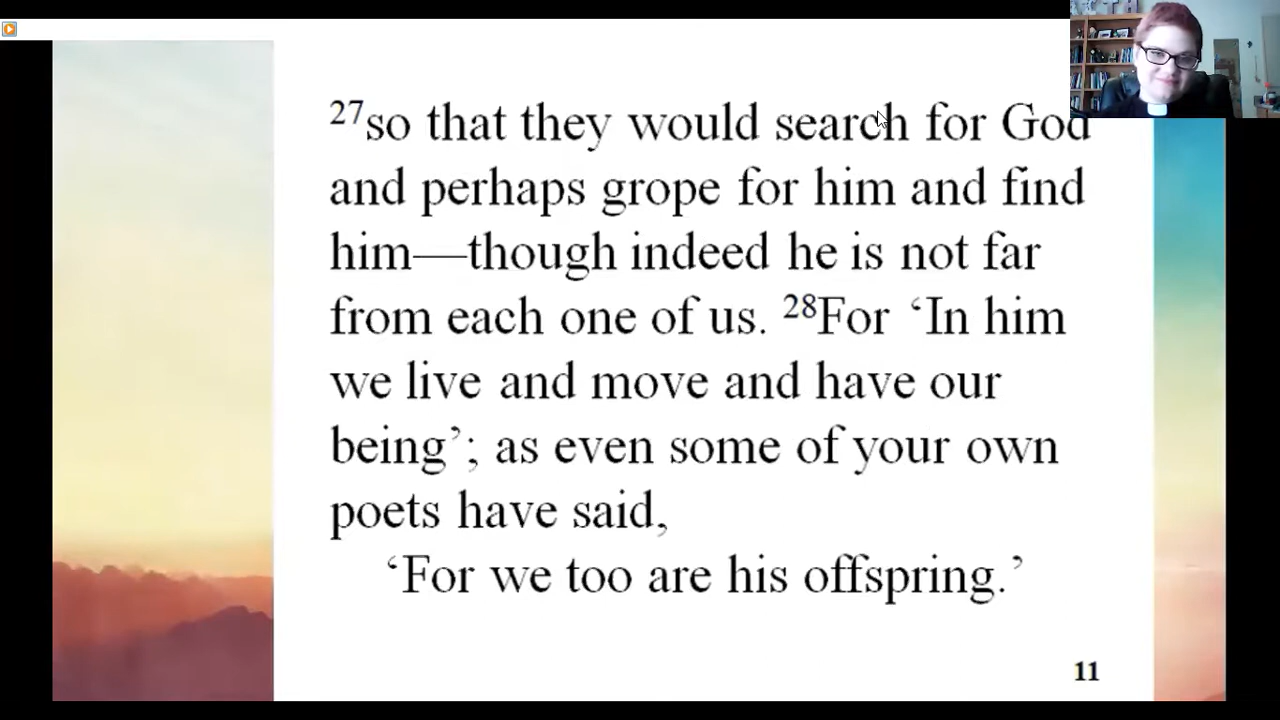 27so that they would search for God
and perhaps grope for him and find
him—though indeed he is not far
from each one of us. 28For ‘In him
we live and move and have our
being’; as even some of your own
poets have said,
‘For we too are his offspring.’
11